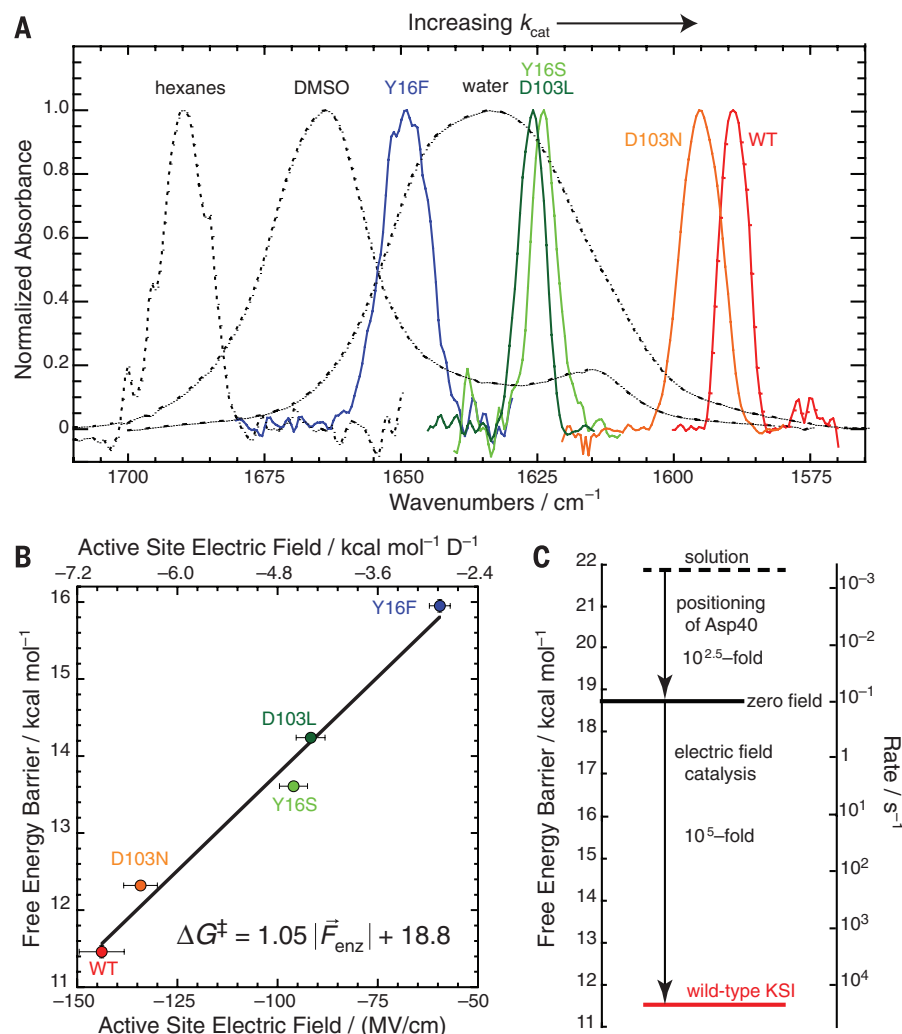 A
Increasing kcat
hexanes
DMSO
Y16F
water
Y16S
D103L
D103N
WT
Normalized Absorbance
1.0
0.8
0.6
0.4
0.2
0
1700
1675
1650
1625
1600
1575
Wavenumbers / cm⁻¹
B
Active Site Electric Field / kcal mol⁻¹ D⁻¹
−7.2
−6.0
−4.8
−3.6
−2.4
Free Energy Barrier / kcal mol⁻¹
16
15
14
13
12
11
Y16F
D103L
Y16S
D103N
WT
ΔG‡ = 1.05 |F⃗enz| + 18.8
−150
−125
−100
−75
−50
Active Site Electric Field / (MV/cm)
C
Free Energy Barrier / kcal mol⁻¹
22
21
20
19
18
17
16
15
14
13
12
11
solution
positioning
of Asp40
10²·⁵–fold
zero field
electric field
catalysis
10⁵–fold
wild-type KSI
10⁻³
10⁻²
10⁻¹
1
10¹
10²
10³
10⁴
Rate / s⁻¹